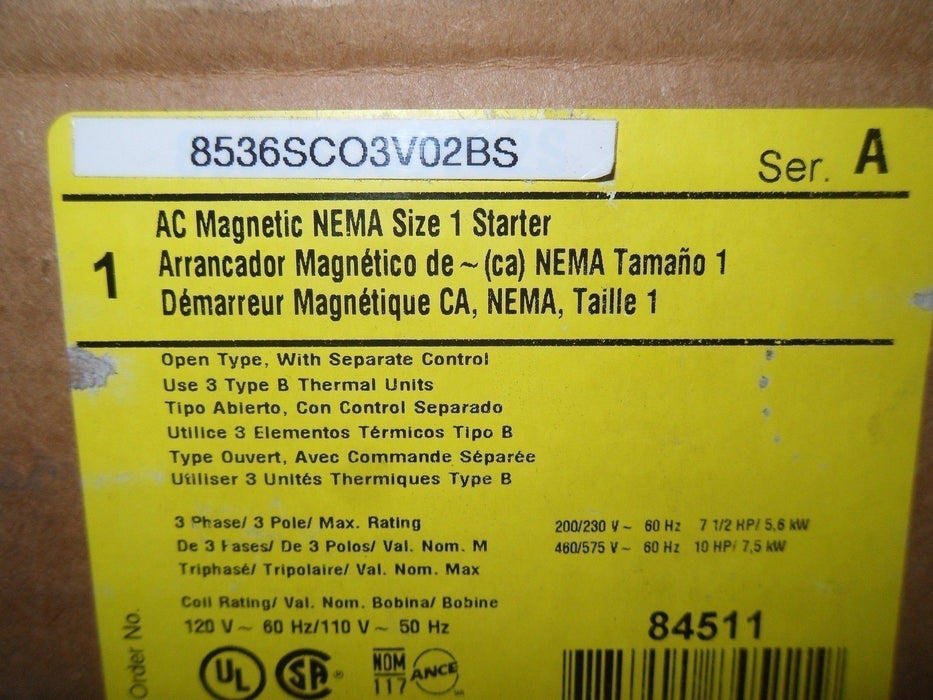 8536SCO3V02BS
Ser. A
1
AC Magnetic NEMA Size 1 Starter
Arrancador Magnético de ~ (ca) NEMA Tamaño 1
Démarreur Magnétique CA, NEMA, Taille 1
Open Type, With Separate Control
Use 3 Type B Thermal Units
Tipo Abierto, Con Control Separado
Utilice 3 Elementos Térmicos Tipo B
Type Ouvert, Avec Commande Séparée
Utiliser 3 Unités Thermiques Type B
3 Phase/ 3 Pole/ Max. Rating 200/230 V ~ 60 Hz 7 1/2 HP/ 5,6 kW
De 3 Fases/ De 3 Polos/ Val. Nom. M 460/575 V ~ 60 Hz 10 HP/ 7,5 kW
Triphasé/ Tripolaire/ Val. Nom. Max
Coil Rating/ Val. Nom. Bobina/ Bobine
120 V ~ 60 Hz/110 V ~ 50 Hz
84511
Order No.
UL SA NOM ANCE
117